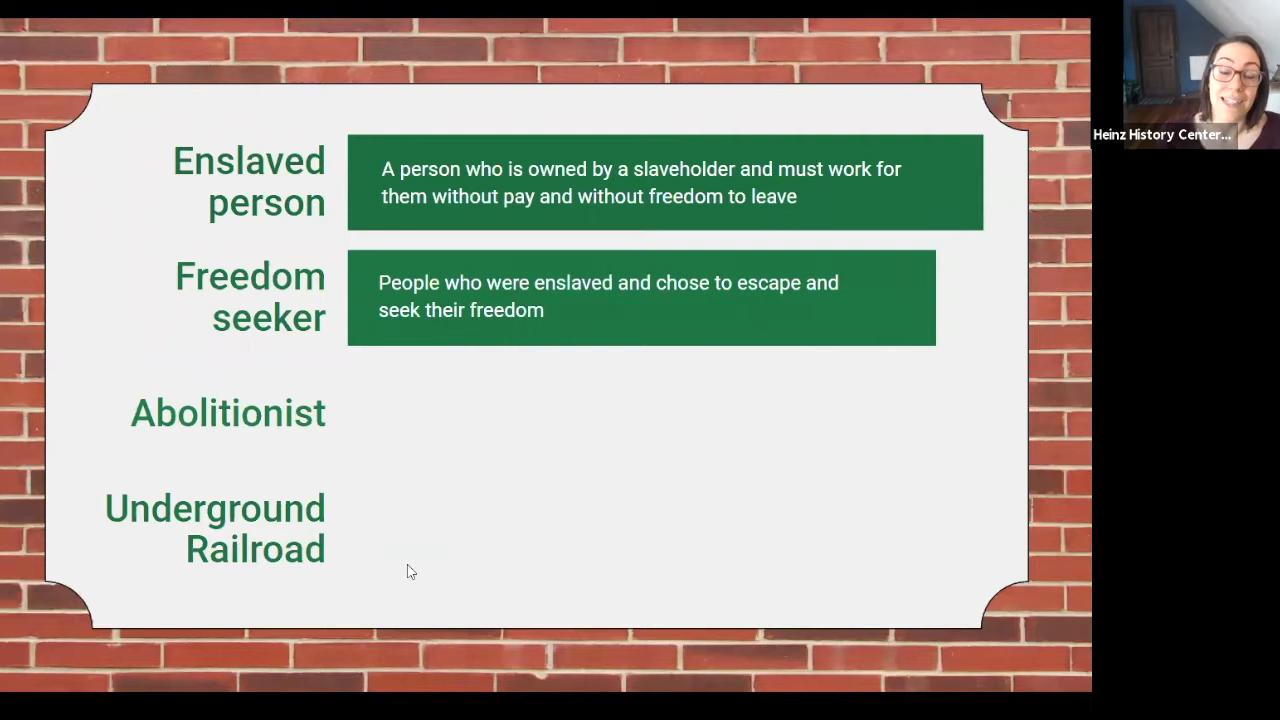 Enslaved
person
A person who is owned by a slaveholder and must work for
them without pay and without freedom to leave
Freedom
seeker
People who were enslaved and chose to escape and
seek their freedom
Abolitionist
Underground
Railroad
Heinz History Center...